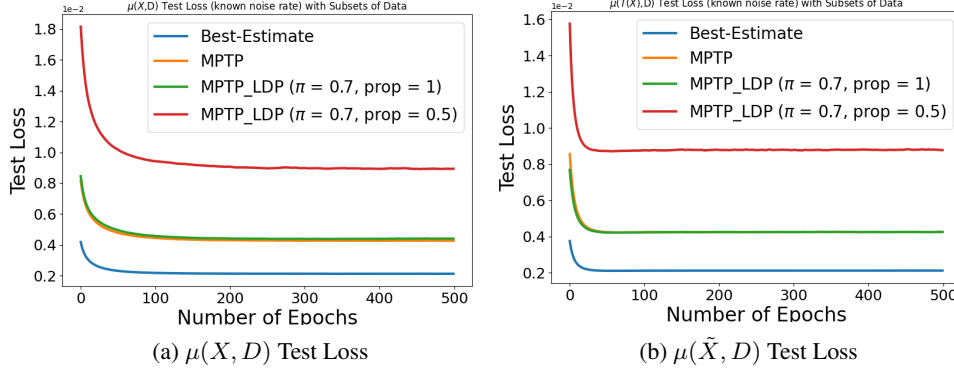 μ(X,D) Test Loss (known noise rate) with Subsets of Data
1e−2
1.8
1.6
1.4
1.2
1.0
0.8
0.6
0.4
0.2
Test Loss
Best-Estimate
MPTP
MPTP_LDP (π = 0.7, prop = 1)
MPTP_LDP (π = 0.7, prop = 0.5)
0 100 200 300 400 500
Number of Epochs
(a) μ(X, D) Test Loss
μ(T(X),D) Test Loss (known noise rate) with Subsets of Data
1e−2
1.6
1.4
1.2
1.0
0.8
0.6
0.4
0.2
Test Loss
Best-Estimate
MPTP
MPTP_LDP (π = 0.7, prop = 1)
MPTP_LDP (π = 0.7, prop = 0.5)
0 100 200 300 400 500
Number of Epochs
(b) μ(X̃, D) Test Loss